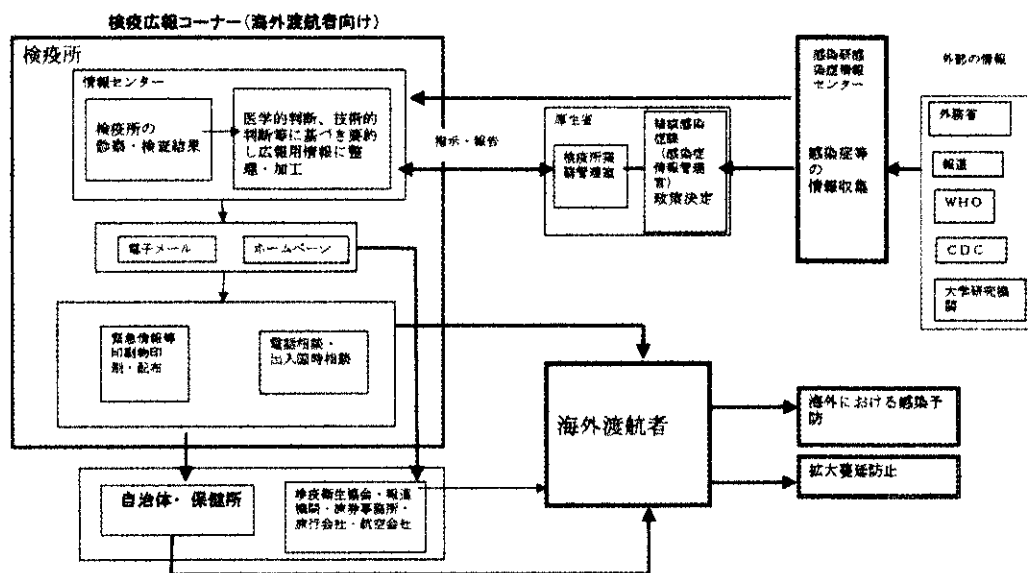 検疫広報コーナー(海外渡航者向け)
検疫所
情報センター
検疫所の
診察・検査結果
医学的判断、技術的
判断等に基づき要約
し広報用情報に整
理・加工
電子メール
ホームページ
緊急情報等
印刷物印
刷・配布
電話相談・
出入国時相談
自治体・保健所
検疫衛生協会・報道
機関・旅券事務所・
旅行会社・航空会社
指示・報告
厚生省
検疫所業
務管理室
症課
(感染症
情報管理
官)
政策決定
感染研感
染症情報
センター
感染症等
の
情報収集
外部の情報
外務省
報道
WHO
CDC
大学研究機
関
海外渡航者
海外における感染予
防
拡大蔓延防止